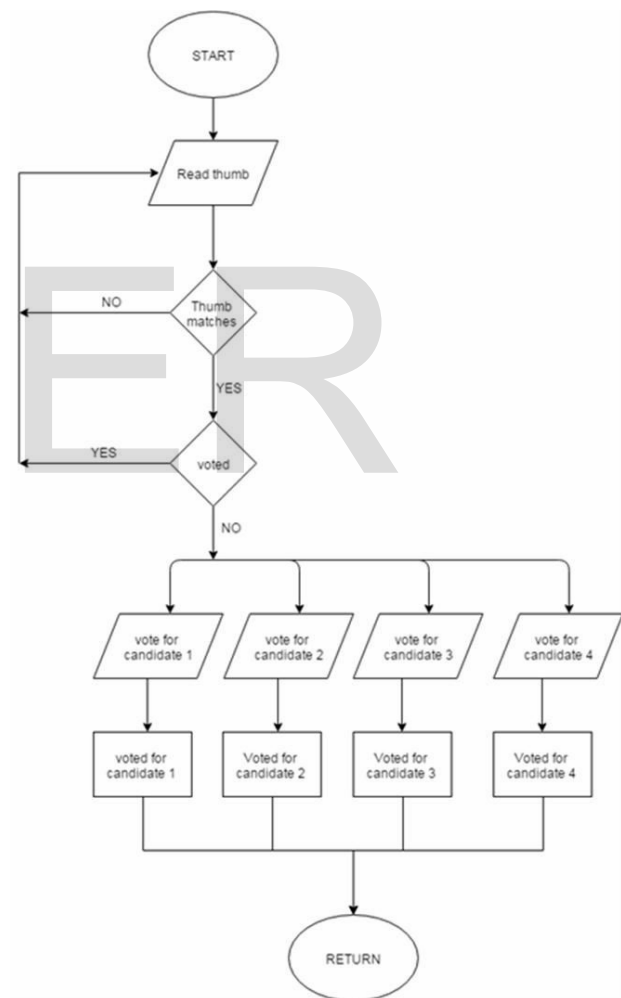 START
Read thumb
Thumb
matches
NO
YES
voted
YES
NO
vote for
candidate 1
vote for
candidate 2
vote for
candidate 3
vote for
candidate 4
voted for
candidate 1
Voted for
candidate 2
Voted for
candidate 3
Voted for
candidate 4
RETURN
ER